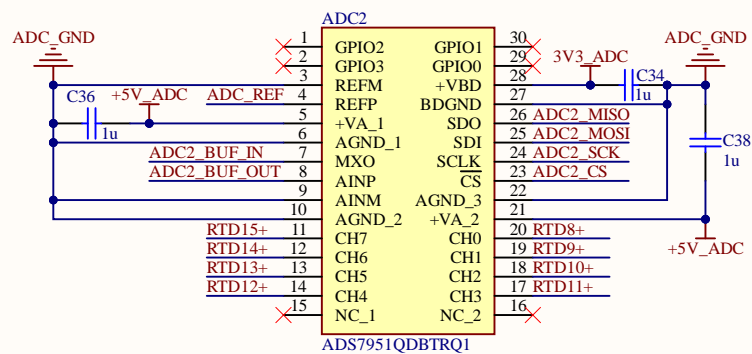 ADC2
ADC_GND
ADC_GND
1 GPIO2 GPIO1 30
2 GPIO3 GPIO0 29
3V3_ADC
3 REFM +VBD 28
C34
1u
C36
1u
+5V_ADC
ADC_REF 4 REFP BDGND 27
5 +VA_1 SDO 26 ADC2_MISO
6 AGND_1 SDI 25 ADC2_MOSI
C38
1u
ADC2_BUF_IN 7 MXO SCLK 24 ADC2_SCK
ADC2_BUF_OUT 8 AINP CS 23 ADC2_CS
9 AINM AGND_3 22
10 AGND_2 +VA_2 21
+5V_ADC
RTD15+ 11 CH7 CH0 20 RTD8+
RTD14+ 12 CH6 CH1 19 RTD9+
RTD13+ 13 CH5 CH2 18 RTD10+
RTD12+ 14 CH4 CH3 17 RTD11+
15 NC_1 NC_2 16
ADS7951QDBTRQ1